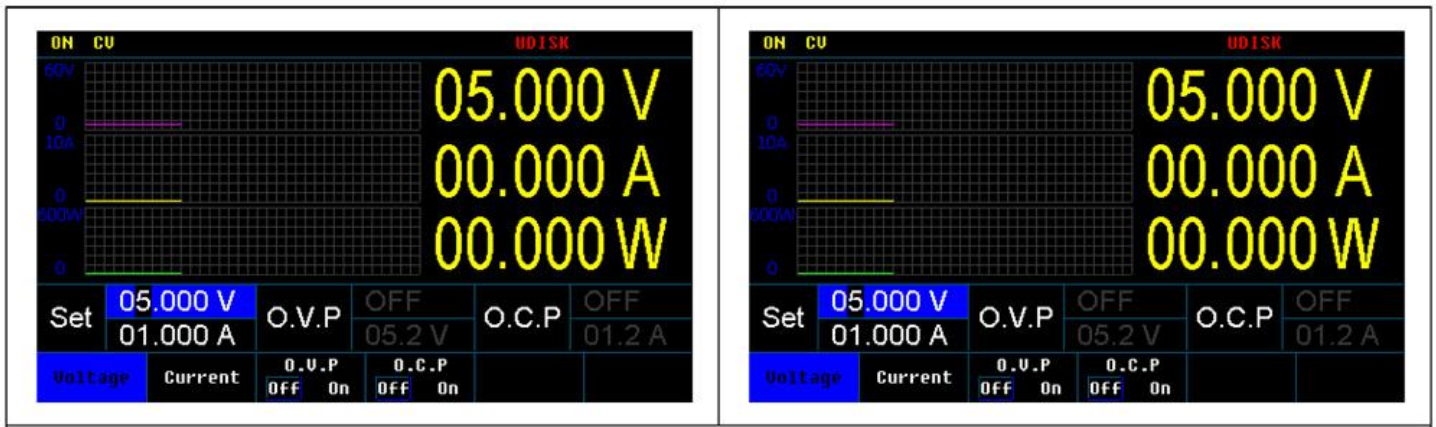 ON CV UDISK
60V
05.000 V
0
10A
00.000 A
0
600W
00.000 W
0
Set 05.000 V O.V.P OFF O.C.P OFF
01.000 A 05.2 V 01.2 A
Voltage Current O.V.P O.C.P
Off On Off On
ON CV UDISK
60V
05.000 V
0
10A
00.000 A
0
600W
00.000 W
0
Set 05.000 V O.V.P OFF O.C.P OFF
01.000 A 05.2 V 01.2 A
Voltage Current O.V.P O.C.P
Off On Off On